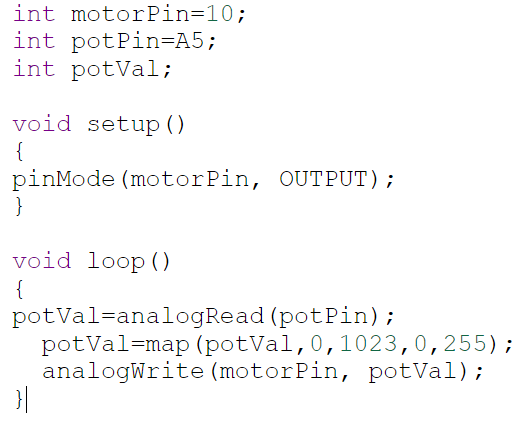 int motorPin=10;
int potPin=A5;
int potVal;

void setup()
{
pinMode(motorPin, OUTPUT);
}

void loop()
{
potVal=analogRead(potPin);
  potVal=map(potVal,0,1023,0,255);
  analogWrite(motorPin, potVal);
}